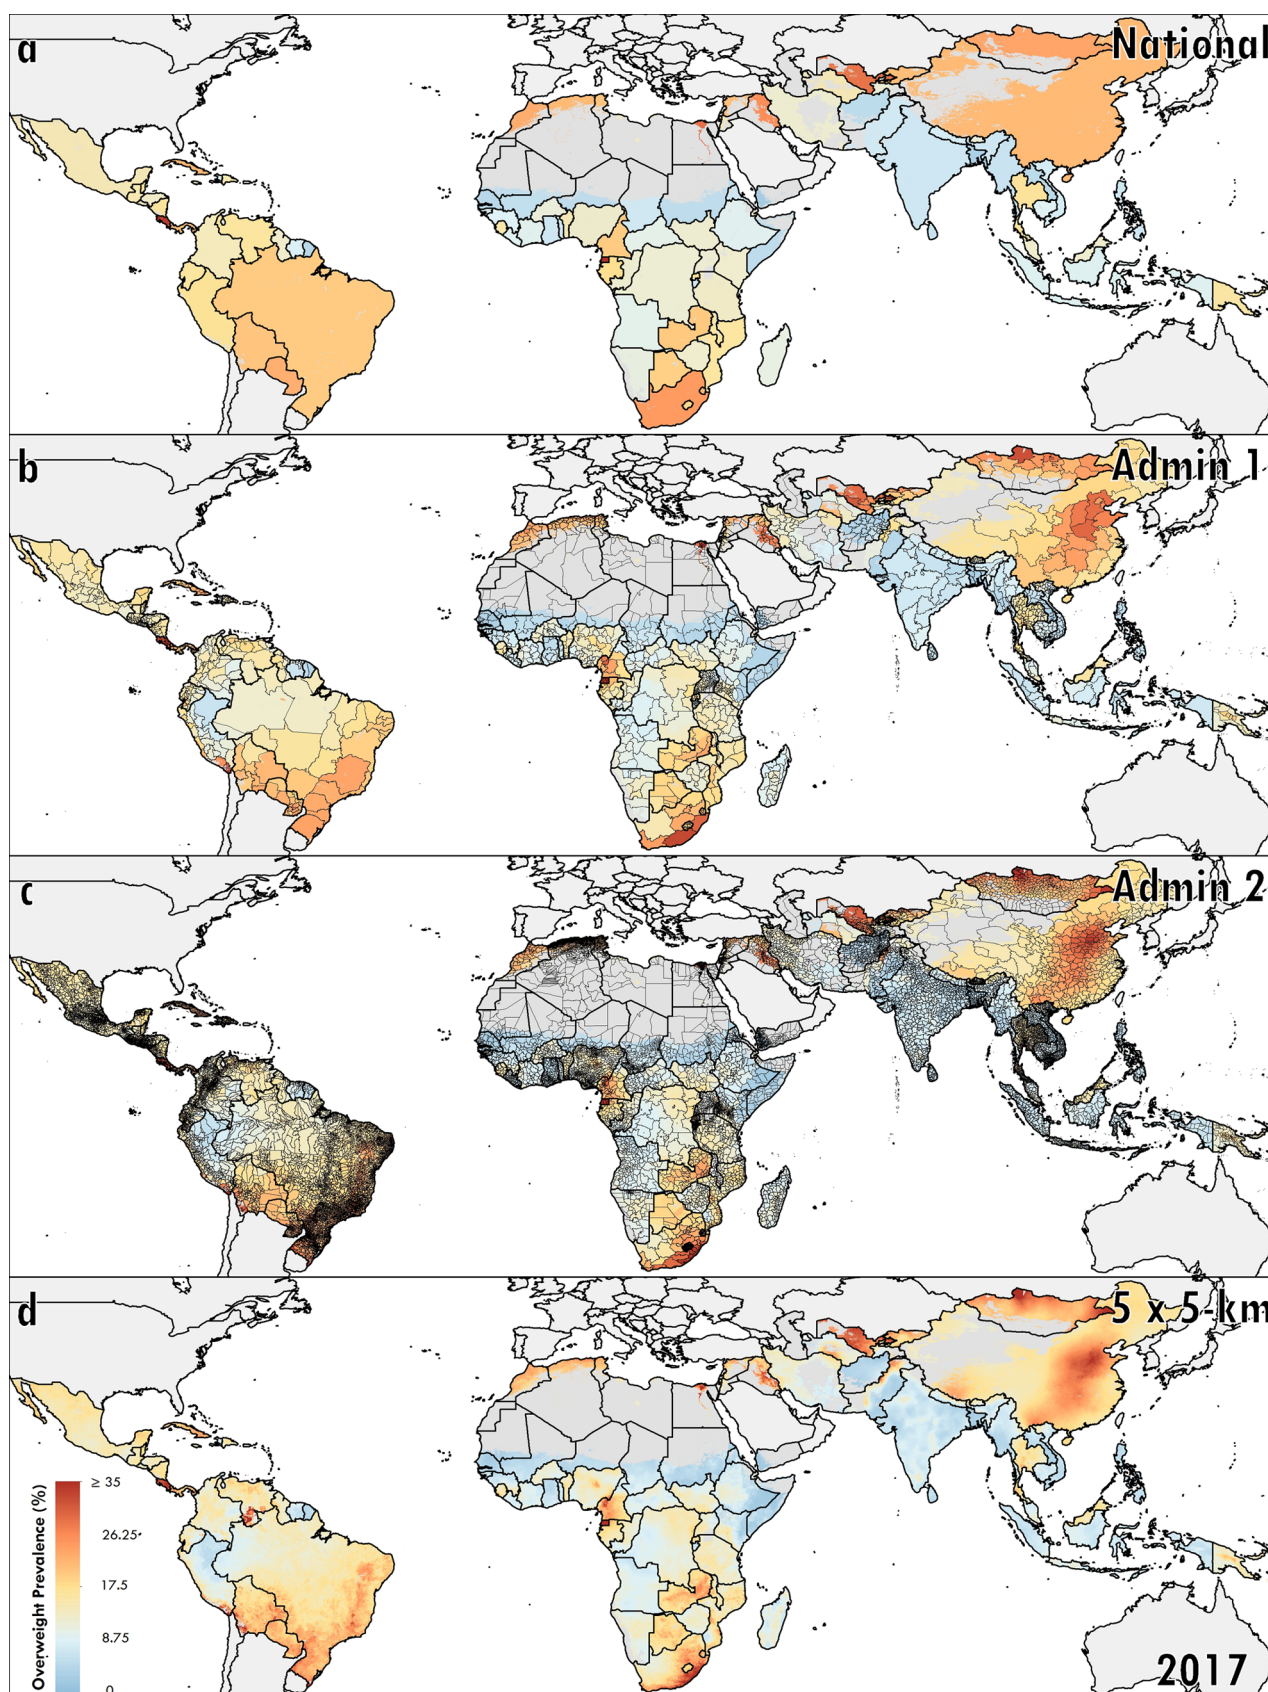 a
National
b
Admin 1
c
Admin 2
d
5 x 5-km
Overweight Prevalence (%)
≥ 35
26.25
17.5
8.75
0
2017